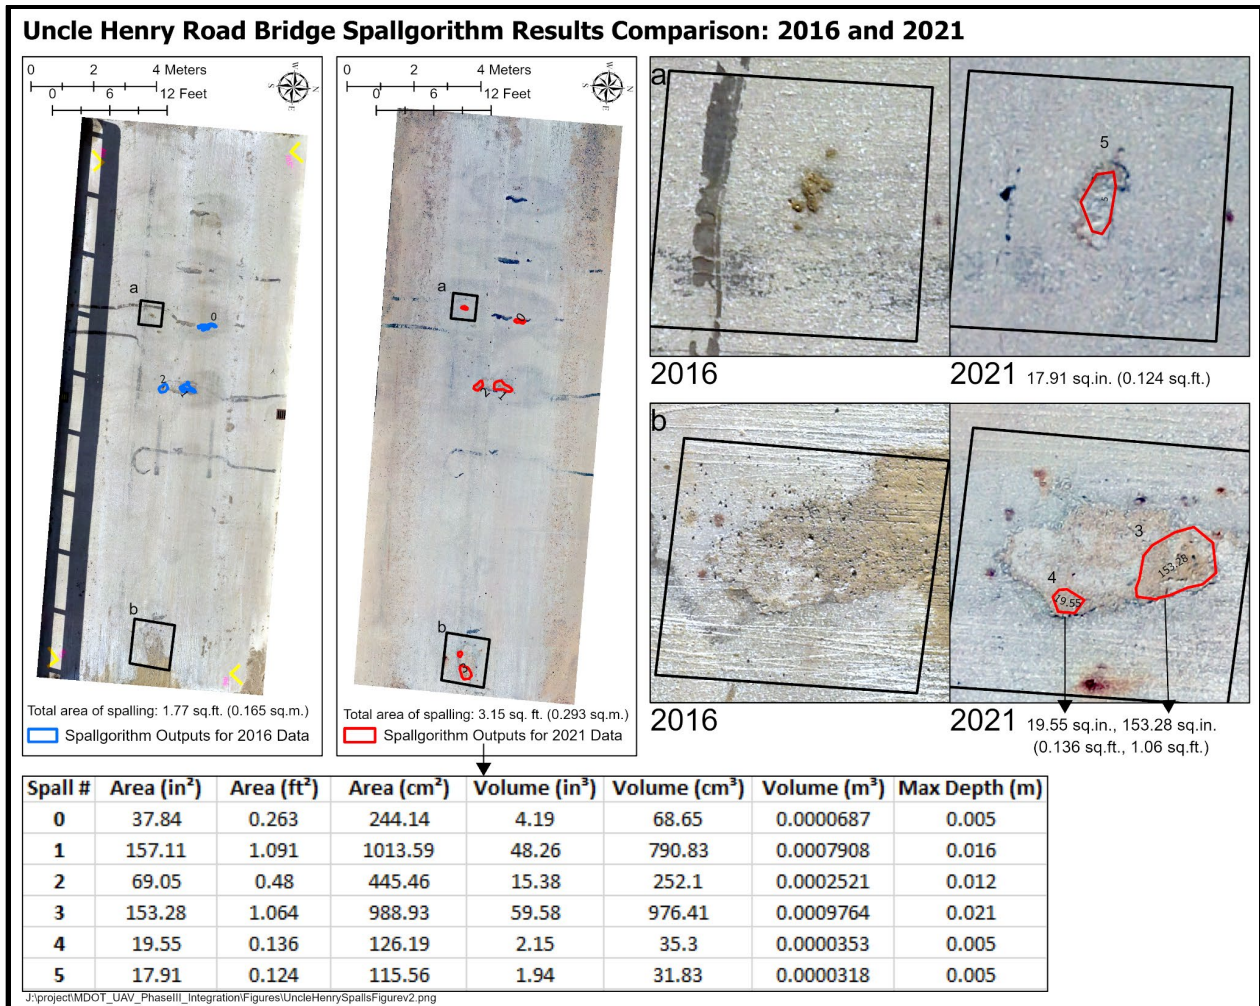 Uncle Henry Road Bridge Spallgorithm Results Comparison: 2016 and 2021
0 2 4 Meters
0 6 12 Feet
W
S N
E
a
0
2
1
b
Total area of spalling: 1.77 sq.ft. (0.165 sq.m.)
Spallgorithm Outputs for 2016 Data
0 2 4 Meters
0 6 12 Feet
W
S N
E
a
0
2 1
b
3
Total area of spalling: 3.15 sq. ft. (0.293 sq.m.)
Spallgorithm Outputs for 2021 Data
a
5
2016
2021 17.91 sq.in. (0.124 sq.ft.)
b
3
153.28
4
19.55
2016
2021 19.55 sq.in., 153.28 sq.in.
(0.136 sq.ft., 1.06 sq.ft.)
Spall # Area (in²) Area (ft²) Area (cm²) Volume (in³) Volume (cm³) Volume (m³) Max Depth (m)
0 37.84 0.263 244.14 4.19 68.65 0.0000687 0.005
1 157.11 1.091 1013.59 48.26 790.83 0.0007908 0.016
2 69.05 0.48 445.46 15.38 252.1 0.0002521 0.012
3 153.28 1.064 988.93 59.58 976.41 0.0009764 0.021
4 19.55 0.136 126.19 2.15 35.3 0.0000353 0.005
5 17.91 0.124 115.56 1.94 31.83 0.0000318 0.005
J:\project\MDOT_UAV_PhaseIII_Integration\Figures\UncleHenrySpallsFigurev2.png